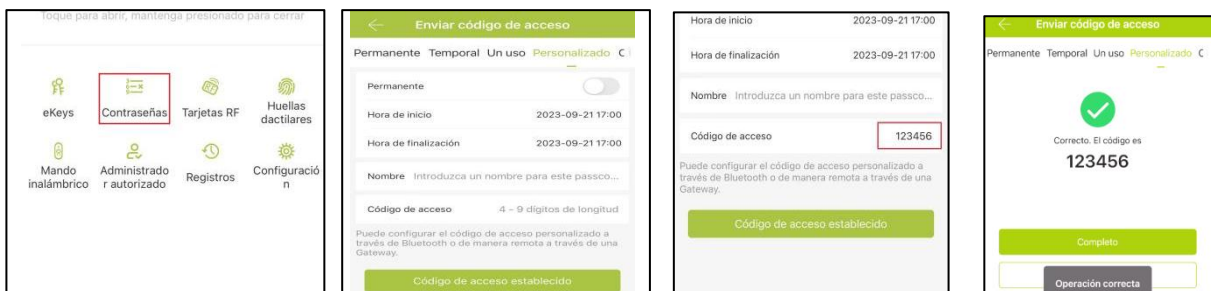 Toque para abrir, mantenga presionado para cerrar
eKeys
Contraseñas
Tarjetas RF
Huellas
dactilares
Mando
inalámbrico
Administrado
r autorizado
Registros
Configuració
n
Enviar código de acceso
Permanente Temporal Un uso Personalizado C
Permanente
Hora de inicio 2023-09-21 17:00
Hora de finalización 2023-09-21 17:00
Nombre Introduzca un nombre para este passco...
Código de acceso 4 - 9 dígitos de longitud
Puede configurar el código de acceso personalizado a
través de Bluetooth o de manera remota a través de una
Gateway.
Código de acceso establecido
Hora de inicio 2023-09-21 17:00
Hora de finalización 2023-09-21 17:00
Nombre Introduzca un nombre para este passco...
Código de acceso 123456
Puede configurar el código de acceso personalizado a
través de Bluetooth o de manera remota a través de una
Gateway.
Código de acceso establecido
Enviar código de acceso
Permanente Temporal Un uso Personalizado C
Correcto. El código es
123456
Completo
Operación correcta